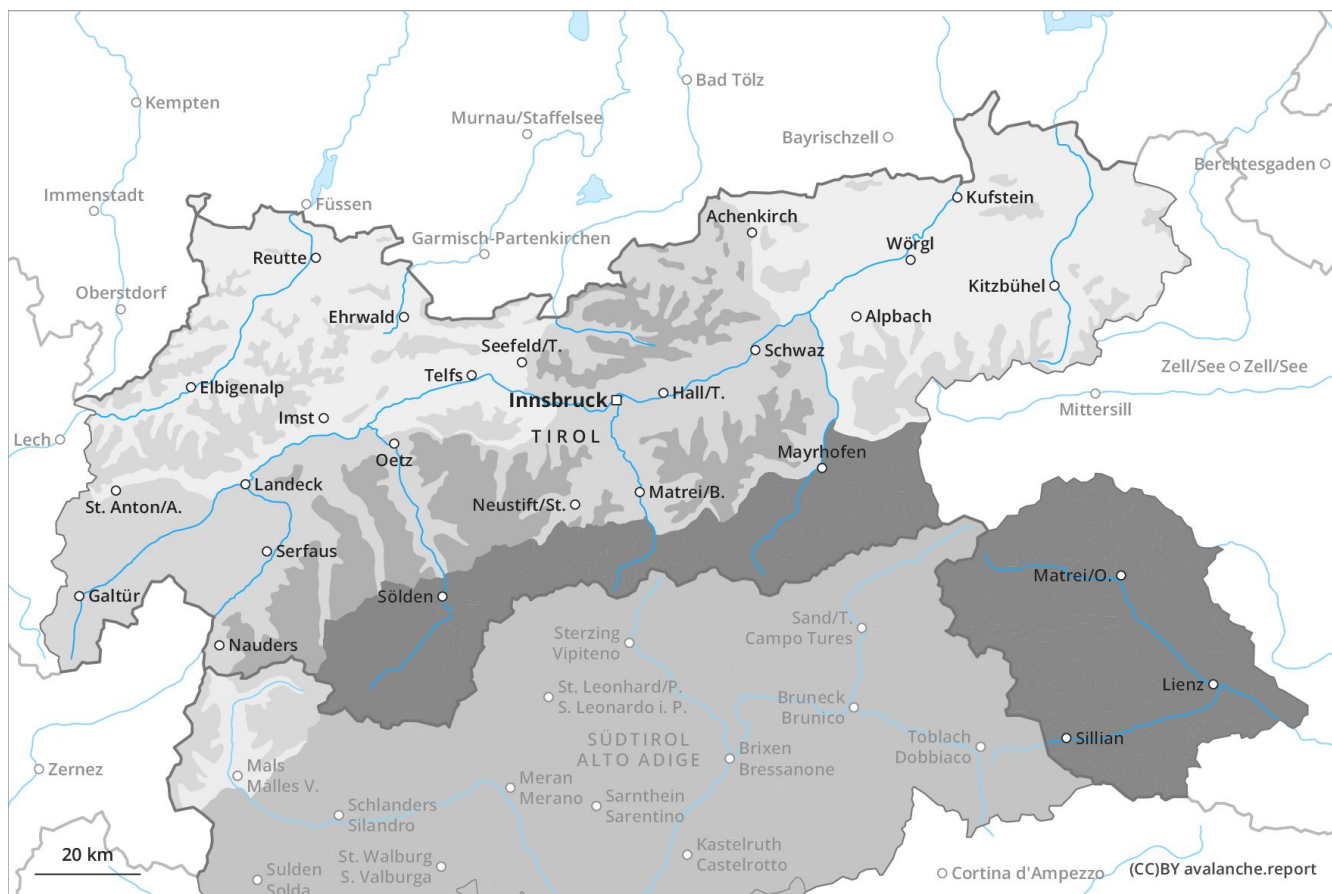 Bad Tölz
Kempten
Murnau/Staffelsee
Bayrischzell
Berchtesgaden
Immenstadt
Füssen
Kufstein
Achenkirch
Garmisch-Partenkirchen
Wörgl
Reutte
Kitzbühel
Oberstdorf
Ehrwald
Alpbach
Seefeld/T.
Schwaz
Zell/See
Zell/See
Telfs
Elbigenalp
Hall/T.
Innsbruck
Mittersill
Imst
TIROL
Lech
Mayrhofen
Oetz
Landeck
Matrei/B.
St. Anton/A.
Neustift/St.
Serfaus
Matrei/O.
Galtür
Sölden
Sand/T.
Campo Tures
Sterzing
Vipiteno
Nauders
Lienz
St. Leonhard/P.
S. Leonardo i. P.
Bruneck
Brunico
Sillian
Toblach
Dobbiaco
SÜDTIROL
ALTO ADIGE
Brixen
Bressanone
Zernez
Mals
Malles V.
Meran
Merano
Schlanders
Silandro
Sarnthein
Sarentino
Kastelruth
Castelrotto
20 km
St. Walburg
S. Valburga
Sulden
Solda
Cortina d'Ampezzo
(CC)BY avalanche.report